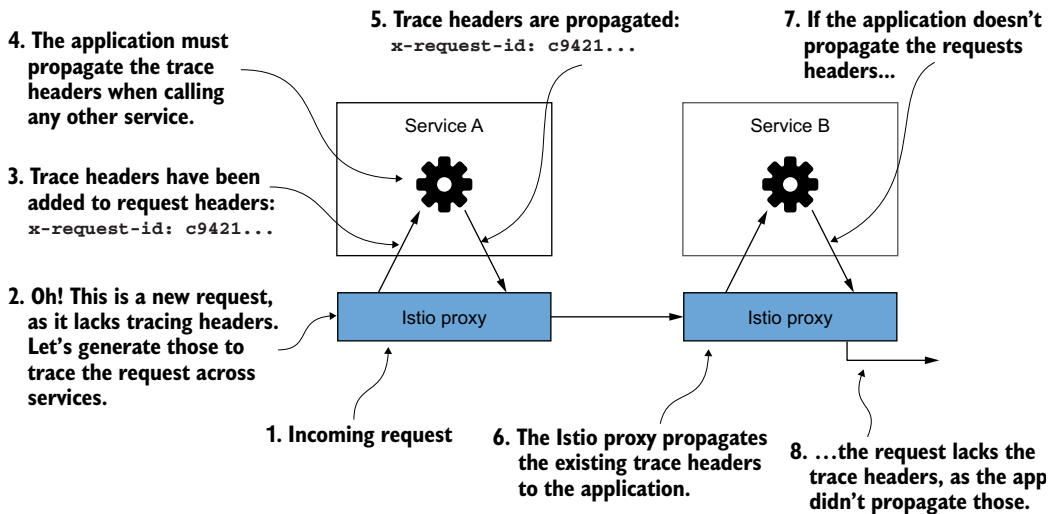 4. The application must
propagate the trace
headers when calling
any other service.
5. Trace headers are propagated:
x-request-id: c9421...
7. If the application doesn't
propagate the requests
headers...
Service A
Service B
3. Trace headers have been
added to request headers:
x-request-id: c9421...
2. Oh! This is a new request,
as it lacks tracing headers.
Let's generate those to
trace the request across
services.
Istio proxy
Istio proxy
1. Incoming request
6. The Istio proxy propagates
the existing trace headers
to the application.
8. …the request lacks the
trace headers, as the app
didn't propagate those.